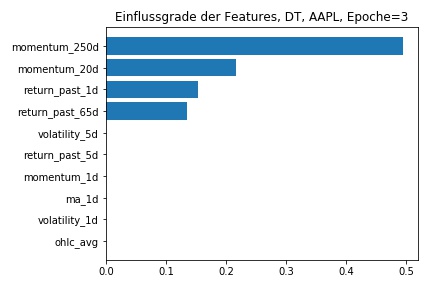 Einflussgrade der Features, DT, AAPL, Epoche=3
momentum_250d
momentum_20d
return_past_1d
return_past_65d
volatility_5d
return_past_5d
momentum_1d
ma_1d
volatility_1d
ohlc_avg
0.0 0.1 0.2 0.3 0.4 0.5